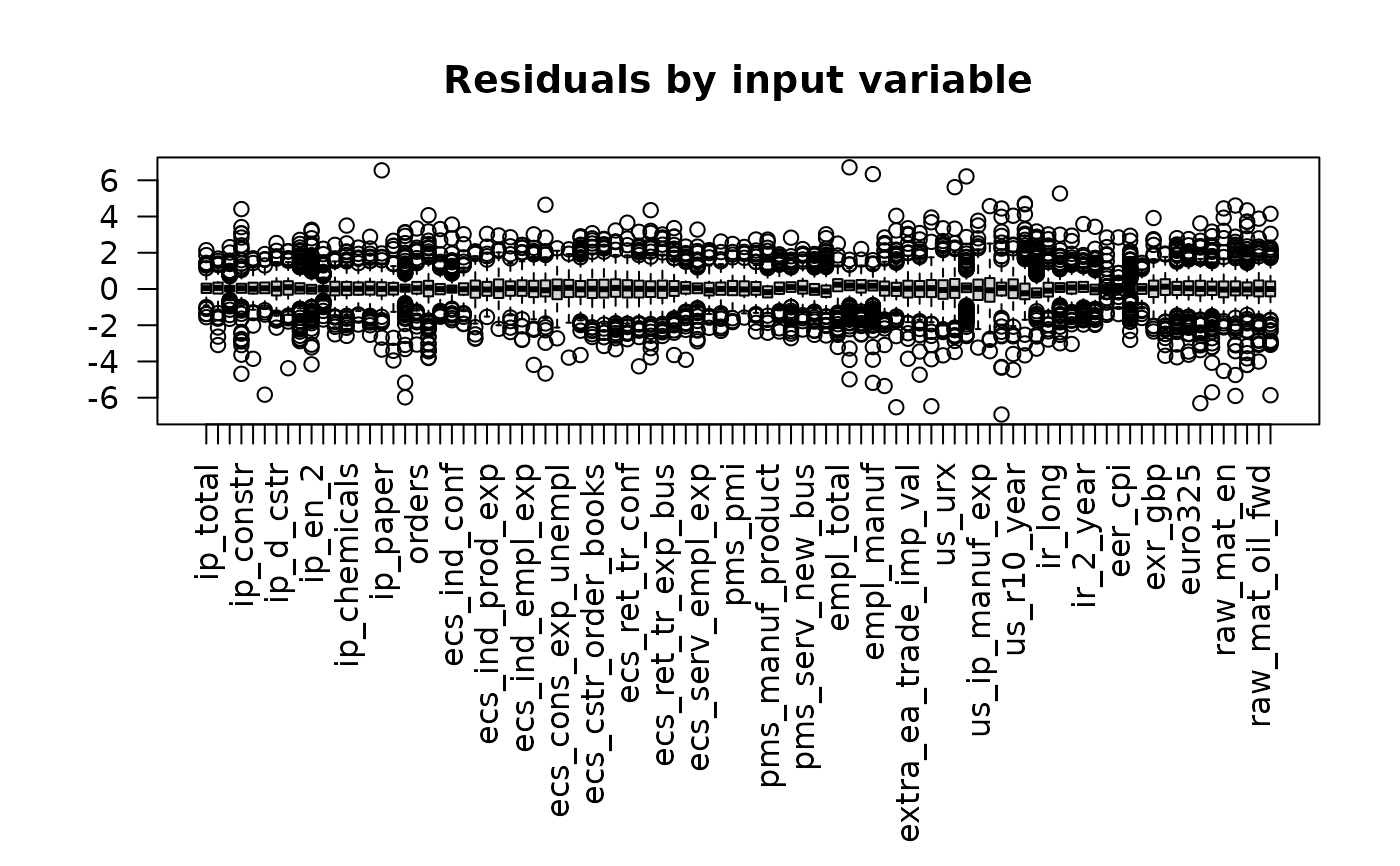 Residuals by input variable
6
4
2
0
-2
-4
-6
ip_total
ip_constr
ip_d_cstr
ip_en_2
ip_chemicals
ip_paper
orders
ecs_ind_conf
ecs_ind_prod_exp
ecs_ind_empl_exp
ecs_cons_exp_unempl
ecs_cstr_order_books
ecs_ret_tr_conf
ecs_ret_tr_exp_bus
ecs_serv_empl_exp
pms_pmi
pms_manuf_product
pms_serv_new_bus
empl_total
empl_manuf
extra_ea_trade_imp_val
us_urx
us_ip_manuf_exp
us_r10_year
ir_long
ir_2_year
eer_cpi
exr_gbp
euro325
raw_mat_en
raw_mat_oil_fwd